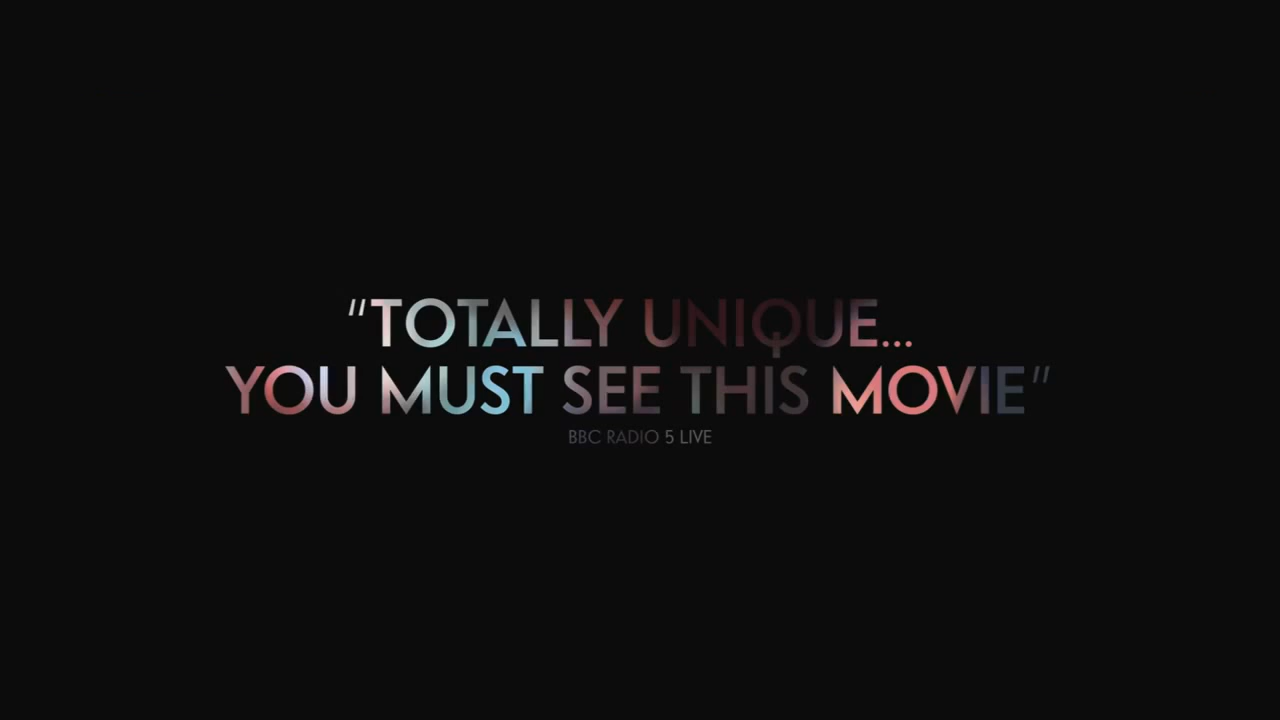 “TOTALLY UNIQUE...
YOU MUST SEE THIS MOVIE”
BBC RADIO 5 LIVE